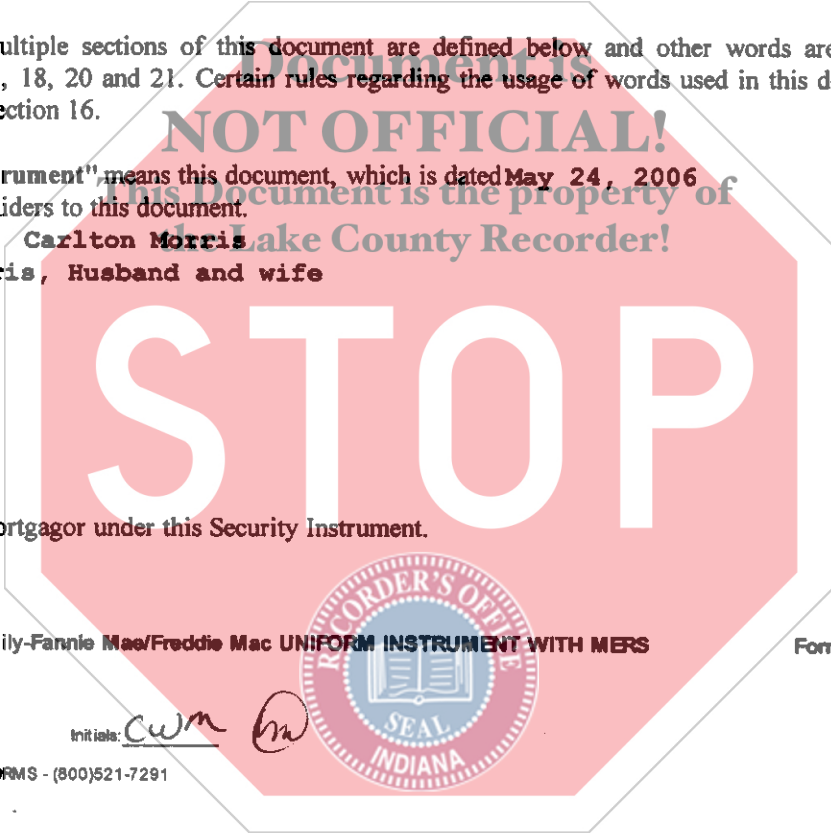 ultiple sections of this document are defined below and other words are
, 18, 20 and 21. Certain rules regarding the usage of words used in this d
ection 16.
Document is
NOT OFFICIAL!
This Document is the property of
the Lake County Recorder!
rument" means this document, which is dated May 24, 2006
iders to this document.
Carlton Morris
ris, Husband and wife
STOP
ortgagor under this Security Instrument.
RECORDER'S OFFICE
SEAL
INDIANA
ily-Fannie Mae/Freddie Mac UNIFORM INSTRUMENT WITH MERS Forn
Initials: CWM
ORMS - (800)521-7291